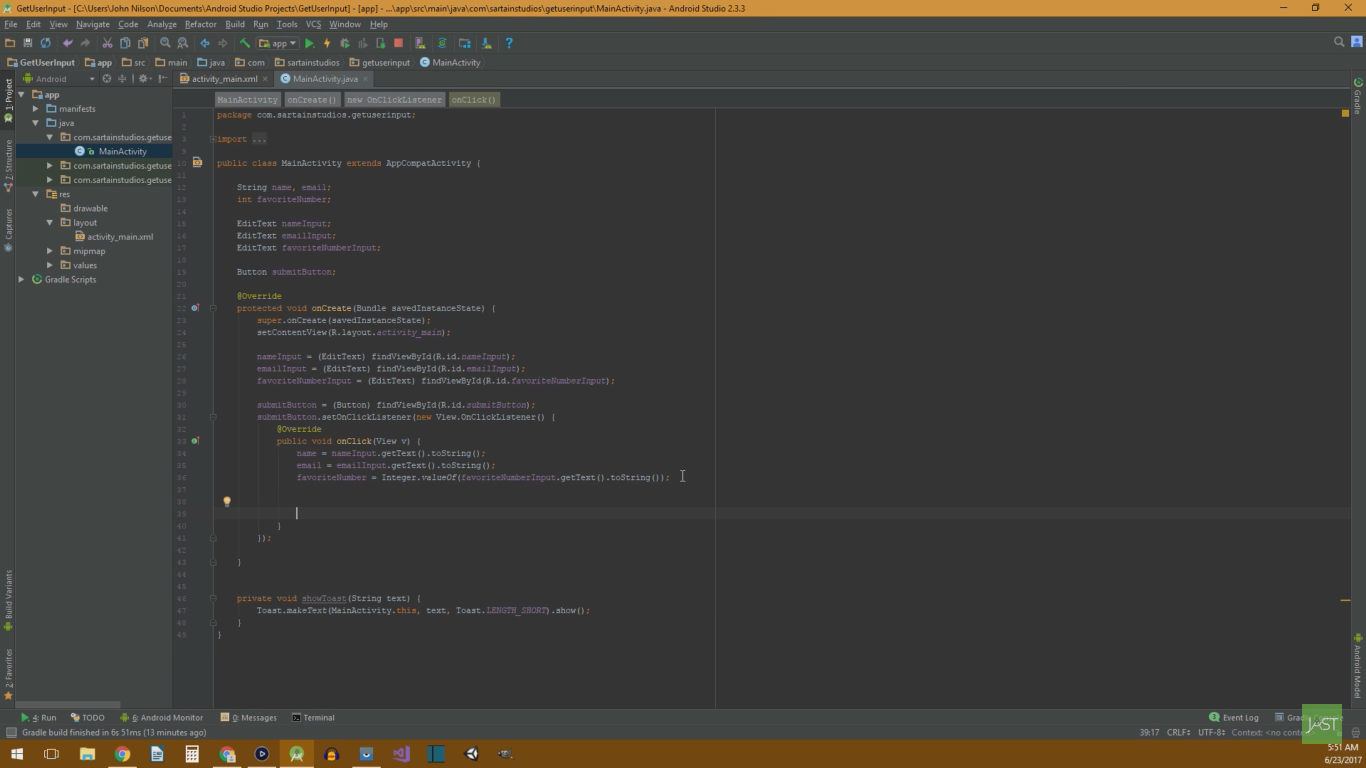 GetUserInput - [C:\Users\John Nilson\Documents\Android Studio Projects\GetUserInput] - [app] - ...\app\src\main\java\com\sartainstudios\getuserinput\MainActivity.java - Android Studio 2.3.3
File Edit View Navigate Code Analyze Refactor Build Run Tools VCS Window Help
app
GetUserInput app src main java com sartainstudios getuserinput MainActivity
Android activity_main.xml MainActivity.java
MainActivity onCreate() new OnClickListener onClick()
1: Project
Z: Structure
Captures
Build Variants
2: Favorites
app
manifests
java
com.sartainstudios.getuse
MainActivity
com.sartainstudios.getuse
com.sartainstudios.getuse
res
drawable
layout
activity_main.xml
mipmap
values
Gradle Scripts
1 package com.sartainstudios.getuserinput;
2
3 import ...
9
10 public class MainActivity extends AppCompatActivity {
11
12 String name, email;
13 int favoriteNumber;
14
15 EditText nameInput;
16 EditText emailInput;
17 EditText favoriteNumberInput;
18
19 Button submitButton;
20
21 @Override
22 protected void onCreate(Bundle savedInstanceState) {
23 super.onCreate(savedInstanceState);
24 setContentView(R.layout.activity_main);
25
26 nameInput = (EditText) findViewById(R.id.nameInput);
27 emailInput = (EditText) findViewById(R.id.emailInput);
28 favoriteNumberInput = (EditText) findViewById(R.id.favoriteNumberInput);
29
30 submitButton = (Button) findViewById(R.id.submitButton);
31 submitButton.setOnClickListener(new View.OnClickListener() {
32 @Override
33 public void onClick(View v) {
34 name = nameInput.getText().toString();
35 email = emailInput.getText().toString();
36 favoriteNumber = Integer.valueOf(favoriteNumberInput.getText().toString());
37
38
39
40 }
41 });
42
43 }
44
45
46 private void showToast(String text) {
47 Toast.makeText(MainActivity.this, text, Toast.LENGTH_SHORT).show();
48 }
49 }
Gradle
Android Model
4: Run TODO 6: Android Monitor 0: Messages Terminal 3 Event Log
Gradle build finished in 6s 51ms (13 minutes ago) 39:17 CRLF÷ UTF-8÷ Context: <no
JAST
5:51 AM
6/23/2017